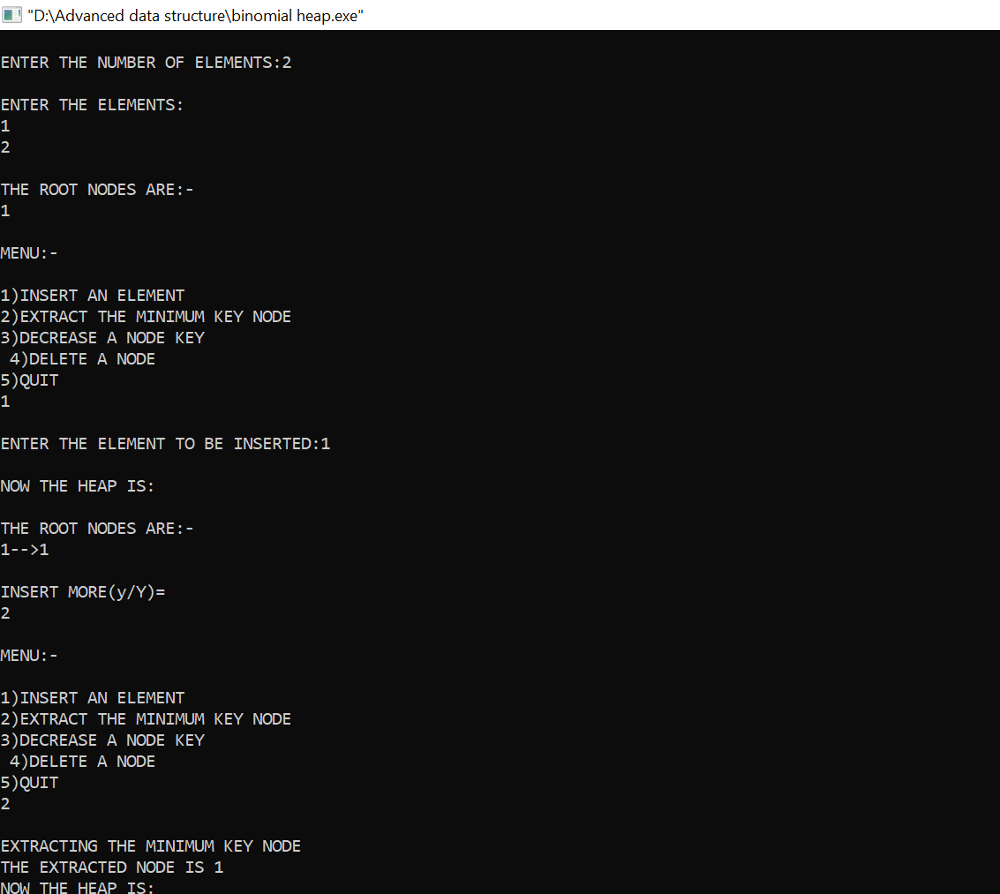 "D:\Advanced data structure\binomial heap.exe"
ENTER THE NUMBER OF ELEMENTS:2
ENTER THE ELEMENTS:
1
2
THE ROOT NODES ARE:-
1
MENU:-
1)INSERT AN ELEMENT
2)EXTRACT THE MINIMUM KEY NODE
3)DECREASE A NODE KEY
4)DELETE A NODE
5)QUIT
1
ENTER THE ELEMENT TO BE INSERTED:1
NOW THE HEAP IS:
THE ROOT NODES ARE:-
1-->1
INSERT MORE(y/Y)=
2
MENU:-
1)INSERT AN ELEMENT
2)EXTRACT THE MINIMUM KEY NODE
3)DECREASE A NODE KEY
4)DELETE A NODE
5)QUIT
2
EXTRACTING THE MINIMUM KEY NODE
THE EXTRACTED NODE IS 1
NOW THE HEAP IS: